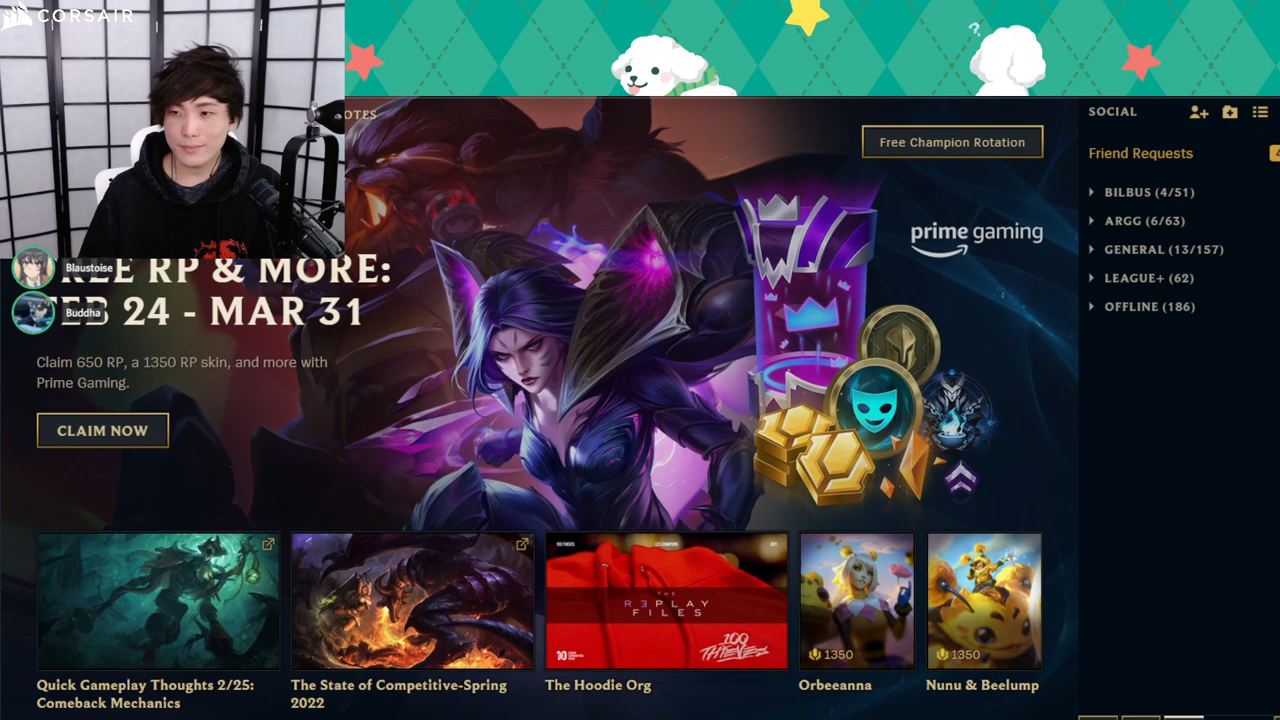 CORSAIR
OTES
SOCIAL
Free Champion Rotation
Friend Requests
BILBUS (4/51)
ARGG (6/63)
GENERAL (13/157)
LEAGUE+ (62)
OFFLINE (186)
prime gaming
Blaustoise
RP & MORE:
Buddha
24 - MAR 31
Claim 650 RP, a 1350 RP skin, and more with
Prime Gaming.
CLAIM NOW
THE
REPLAY
FILES
100
THIEVES
1350
1350
Quick Gameplay Thoughts 2/25:
Comeback Mechanics
The State of Competitive-Spring
2022
The Hoodie Org
Orbeeanna
Nunu & Beelump